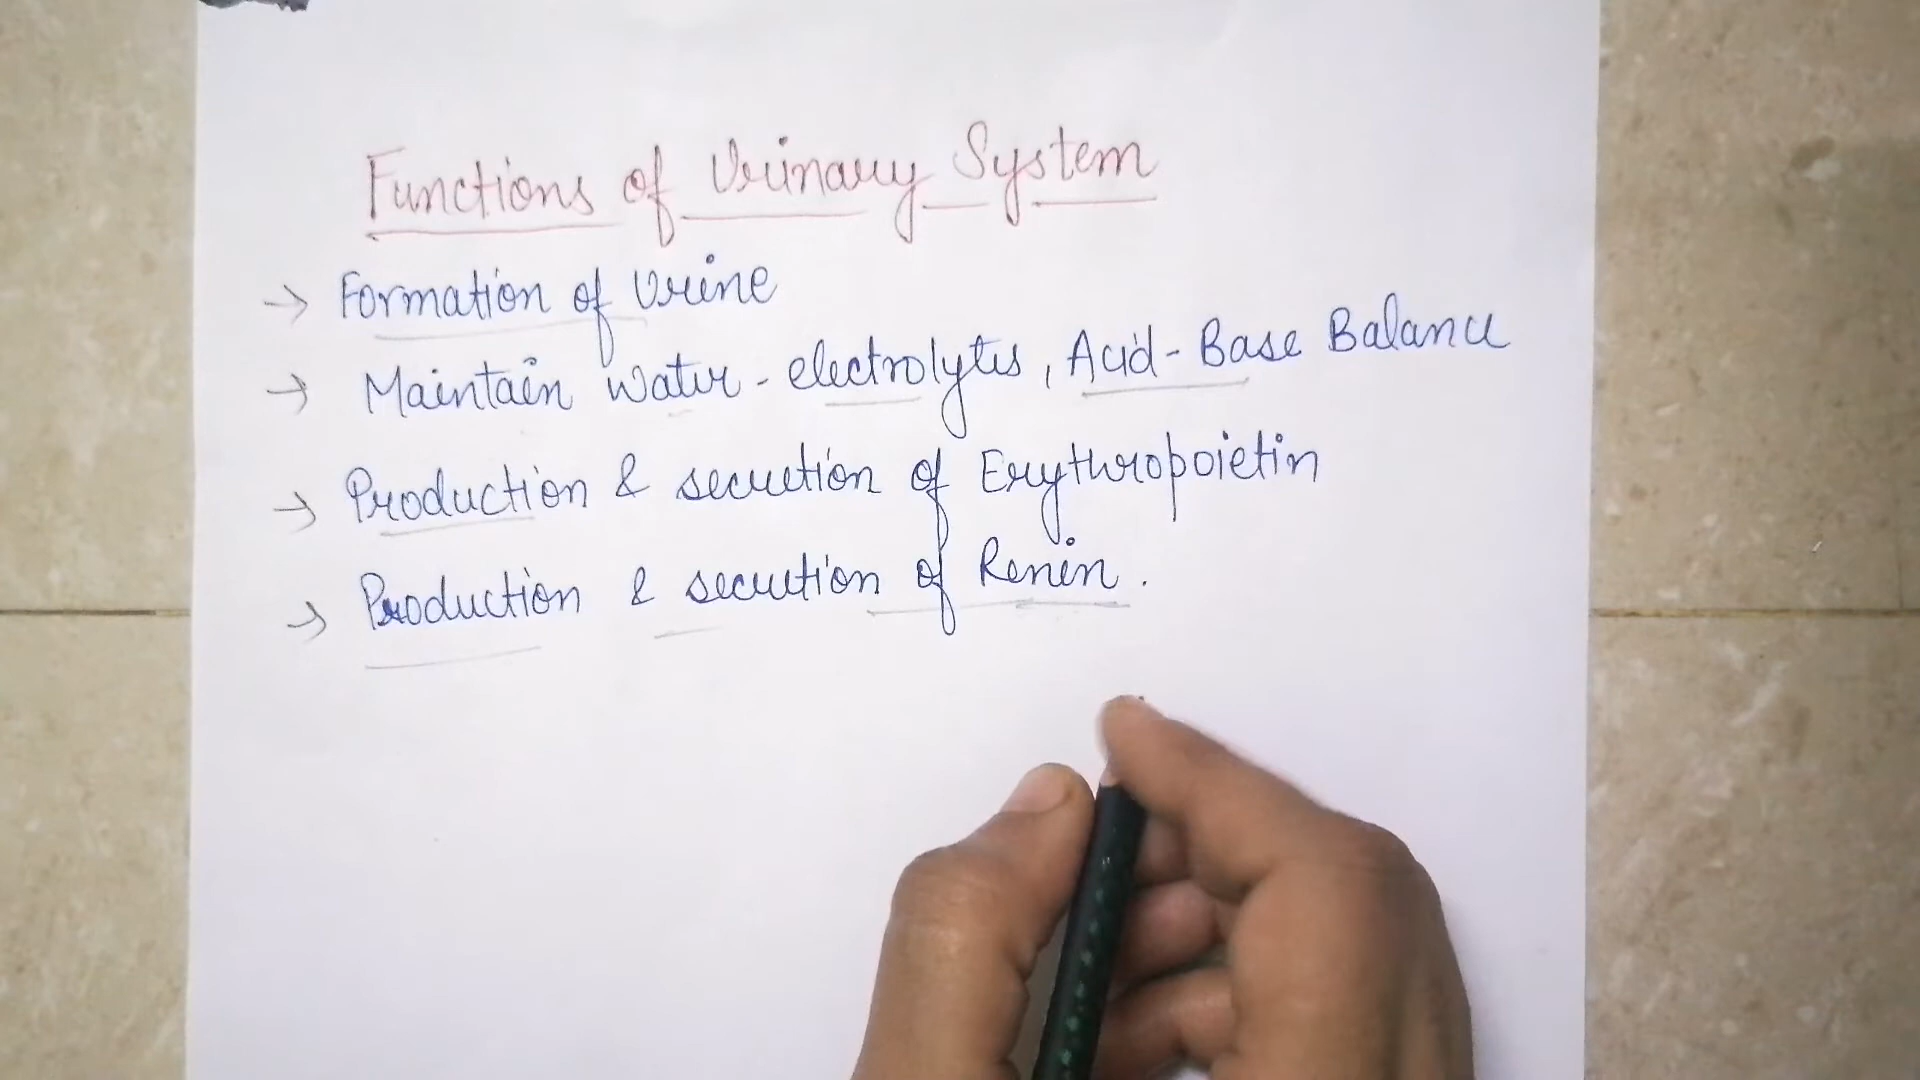 Functions of Urinary System
→ Formation of Urine
→ Maintain Water - electrolytes, Acid - Base Balance
→ Production & secretion of Erythropoietin
→ Production & secretion of Renin.